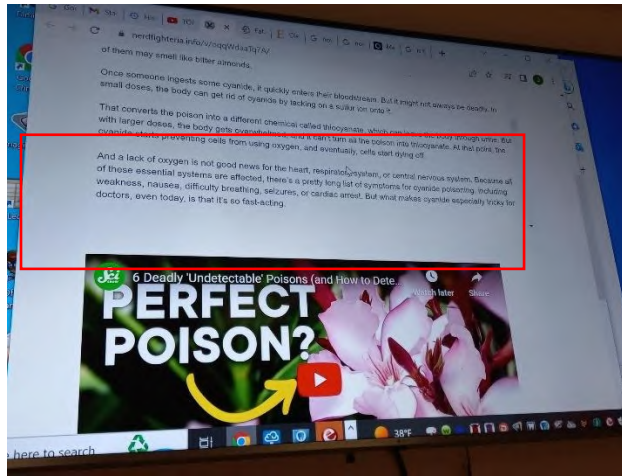 nerdfighteria.info/v/oqqWdaaTq7A/
of them may smell like bitter almonds.
Once someone ingests some cyanide, it quickly enters their bloodstream. But it might not always be deadly. In
small doses, the body can get rid of cyanide by tacking on a sulfur ion onto it.
That converts the poison into a different chemical called thiocyanate, which can leave the body through urine. But
with larger doses, the body gets overwhelmed, and it can't turn all the poison into thiocyanate. At that point, the
cyanide starts preventing cells from using oxygen, and eventually, cells start dying off.
And a lack of oxygen is not good news for the heart, respiratory system, or central nervous system. Because all
of those essential systems are affected, there's a pretty long list of symptoms for cyanide poisoning, including
weakness, nausea, difficulty breathing, seizures, or cardiac arrest. But what makes cyanide especially tricky for
doctors, even today, is that it's so fast-acting.
6 Deadly 'Undetectable' Poisons (and How to Dete...
Watch later
Share
PERFECT
POISON?
here to search
38°F